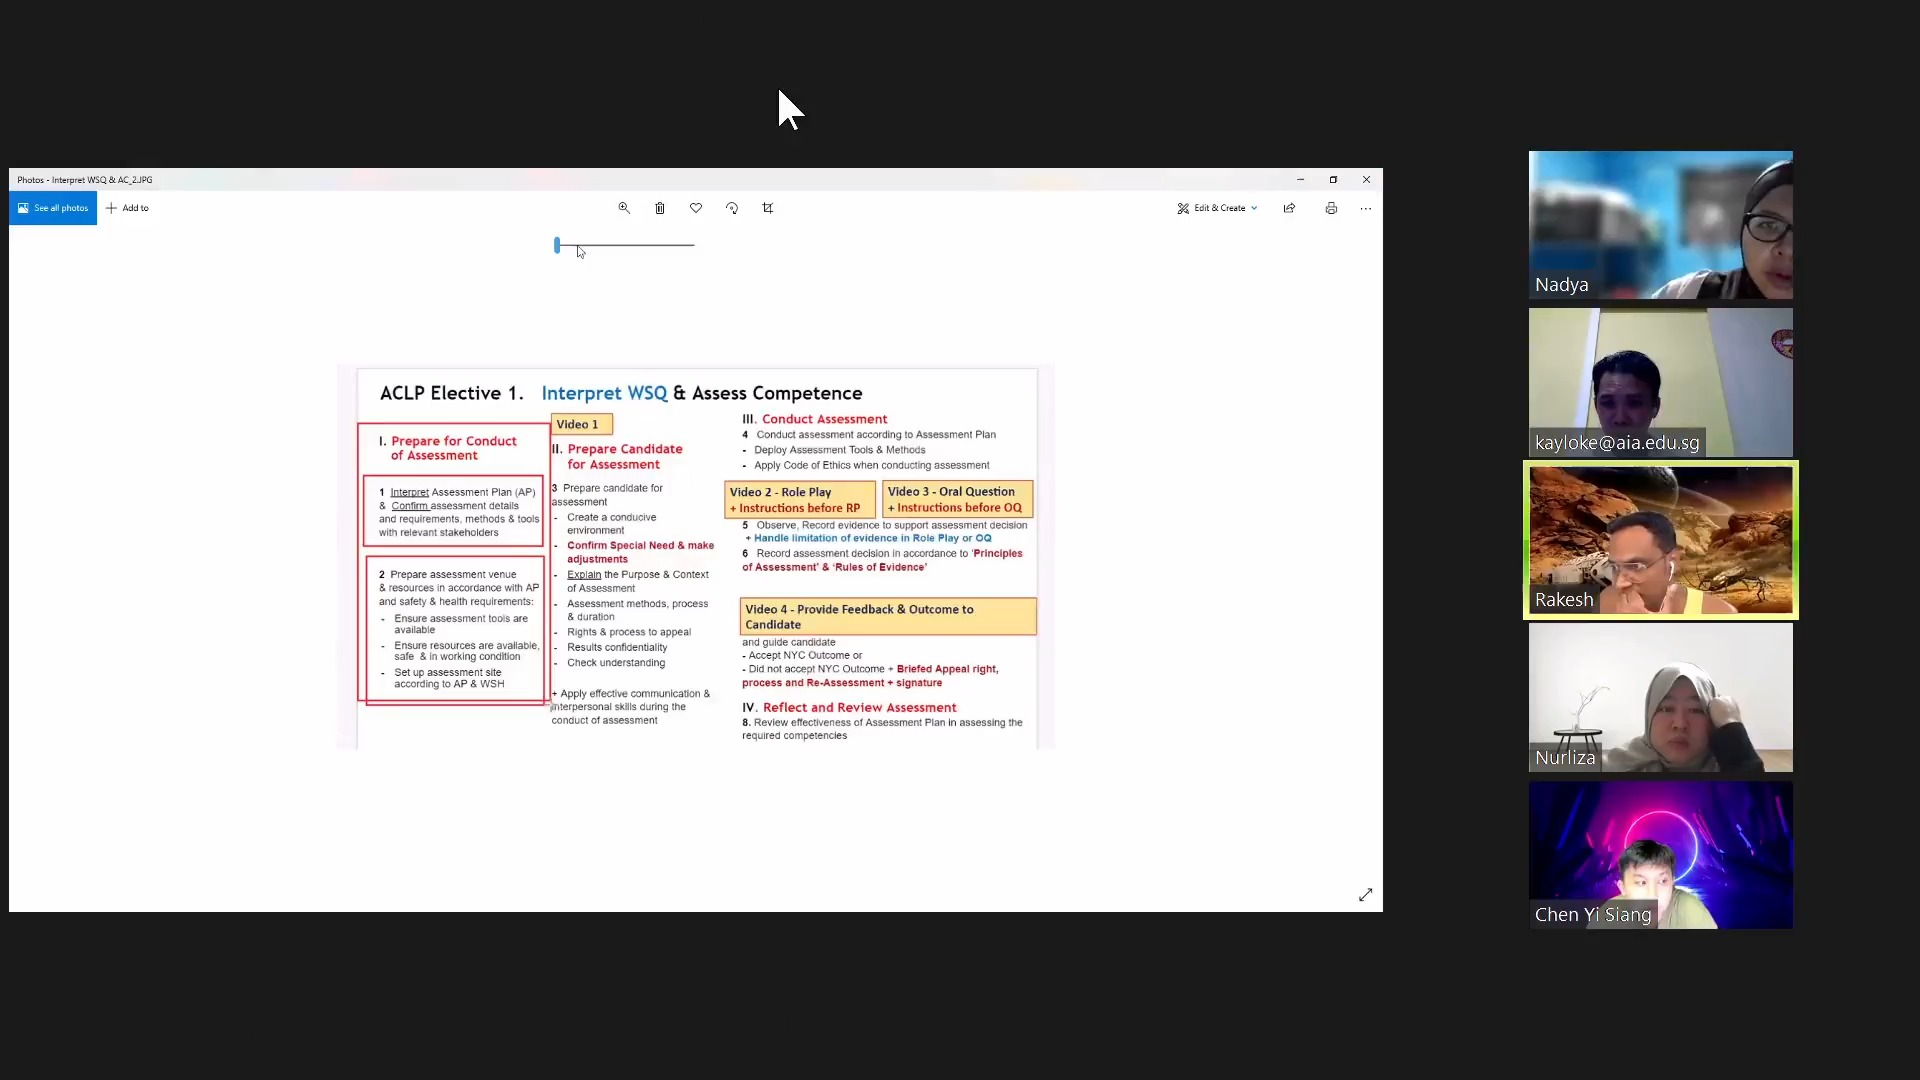 Photos - Interpret WSQ & AC_2.JPG
See all photos
Add to
Edit & Create
ACLP Elective 1. Interpret WSQ & Assess Competence
I. Prepare for Conduct
of Assessment
1 Interpret Assessment Plan (AP)
& Confirm assessment details
and requirements, methods & tools
with relevant stakeholders
2 Prepare assessment venue
& resources in accordance with AP
and safety & health requirements:
- Ensure assessment tools are
available
- Ensure resources are available,
safe & in working condition
- Set up assessment site
according to AP & WSH
Video 1
II. Prepare Candidate
for Assessment
3 Prepare candidate for
assessment
- Create a conducive
environment
- Confirm Special Need & make
adjustments
- Explain the Purpose & Context
of Assessment
- Assessment methods, process
& duration
- Rights & process to appeal
- Results confidentiality
- Check understanding
+ Apply effective communication &
interpersonal skills during the
conduct of assessment
III. Conduct Assessment
4 Conduct assessment according to Assessment Plan
- Deploy Assessment Tools & Methods
- Apply Code of Ethics when conducting assessment
Video 2 - Role Play
+ Instructions before RP
Video 3 - Oral Question
+ Instructions before OQ
5 Observe, Record evidence to support assessment decision
+ Handle limitation of evidence in Role Play or OQ
6 Record assessment decision in accordance to ‘Principles
of Assessment’ & ‘Rules of Evidence’
Video 4 - Provide Feedback & Outcome to
Candidate
and guide candidate
- Accept NYC Outcome or
- Did not accept NYC Outcome + Briefed Appeal right,
process and Re-Assessment + signature
IV. Reflect and Review Assessment
8. Review effectiveness of Assessment Plan in assessing the
required competencies
Nadya
kayloke@aia.edu.sg
Rakesh
Nurliza
Chen Yi Siang